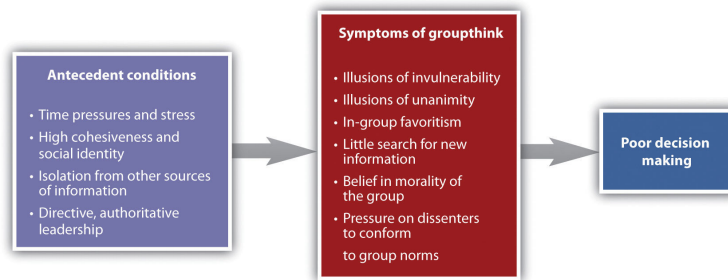 Antecedent conditions
• Time pressures and stress
• High cohesiveness and
social identity
• Isolation from other sources
of information
• Directive, authoritative
leadership
Symptoms of groupthink
• Illusions of invulnerability
• Illusions of unanimity
• In-group favoritism
• Little search for new
information
• Belief in morality of
the group
• Pressure on dissenters
to conform
to group norms
Poor decision
making